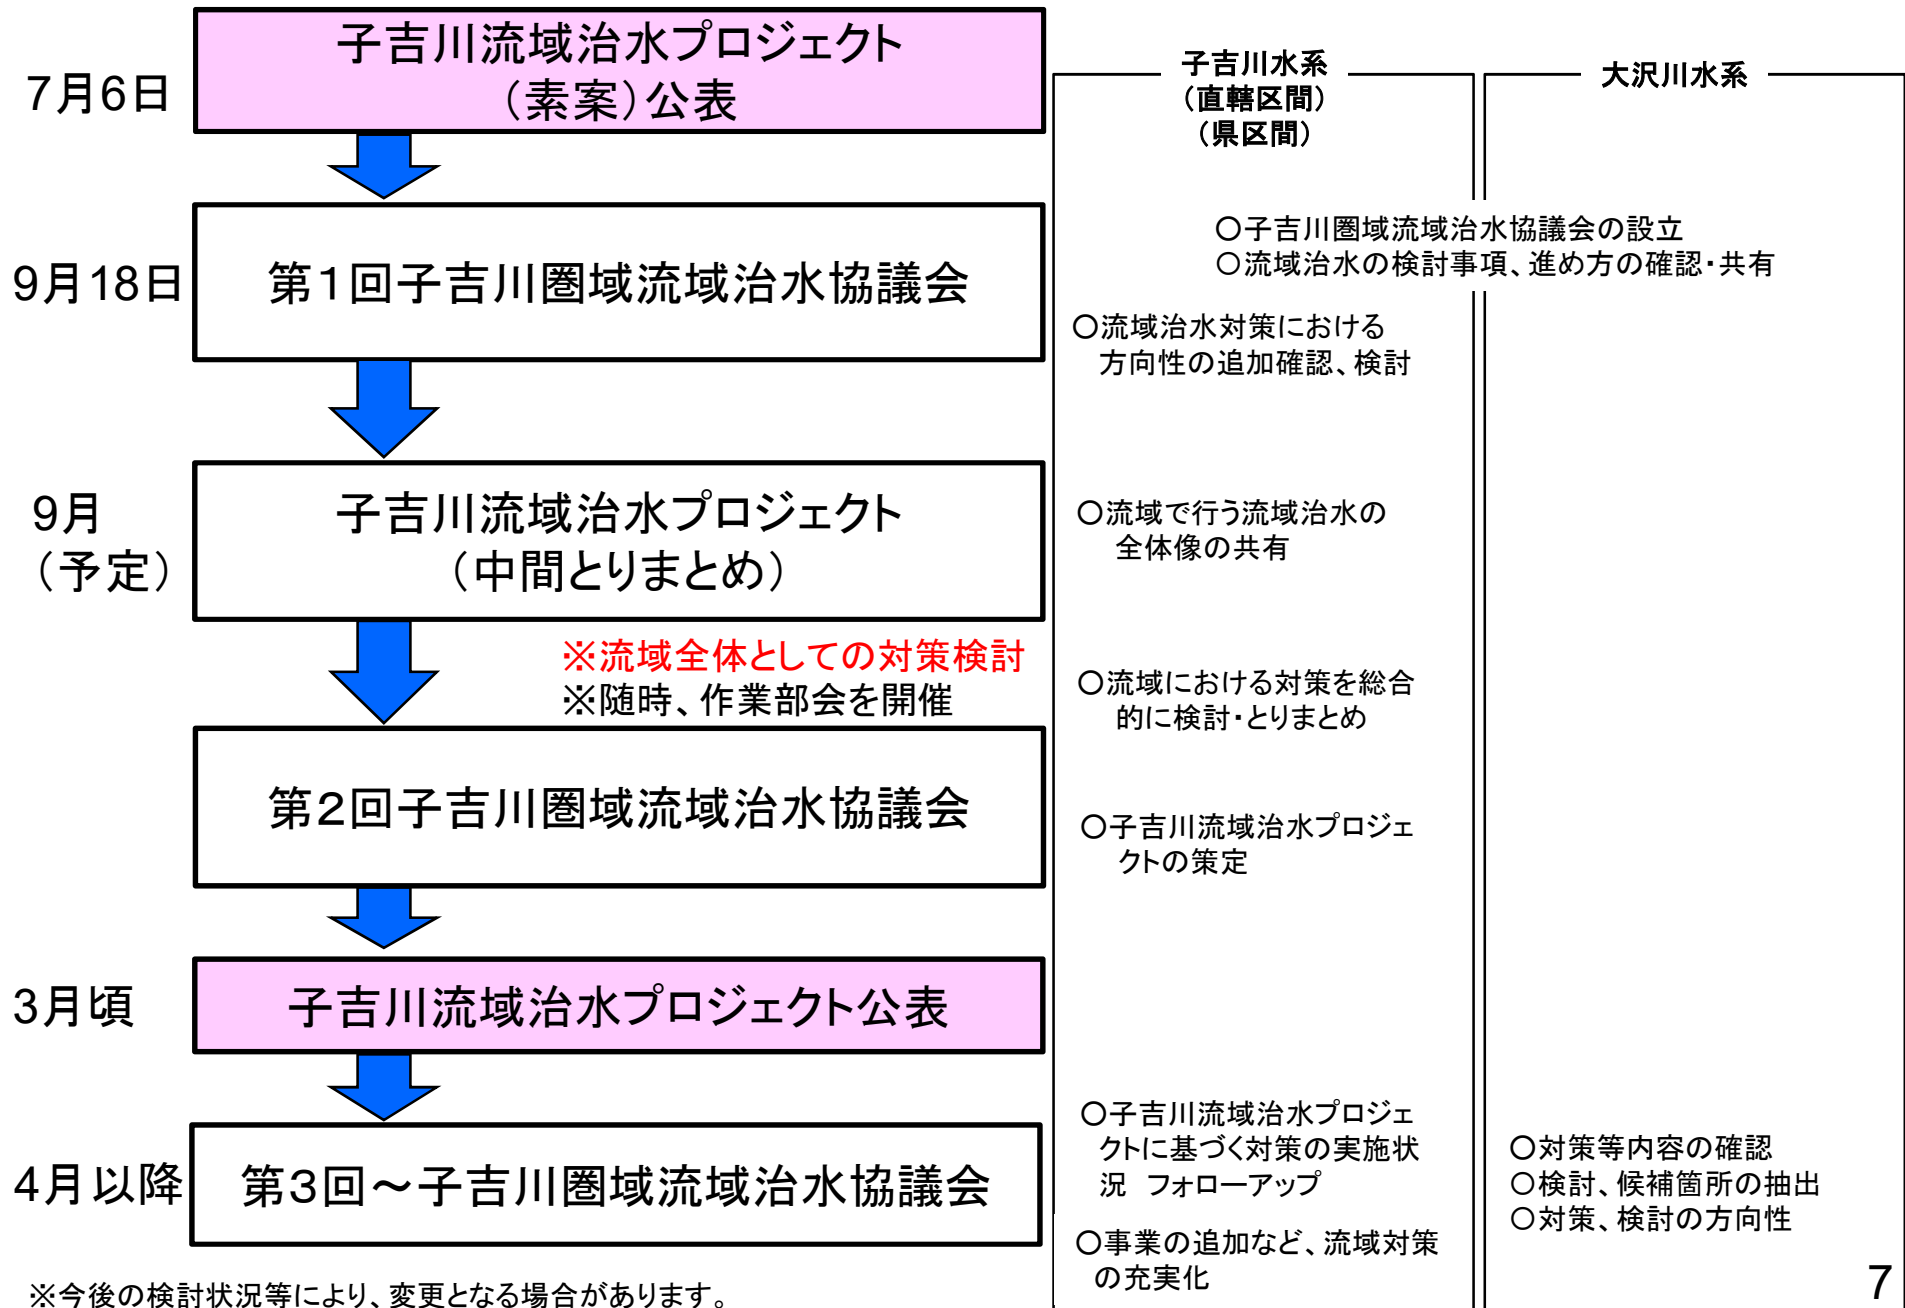 7月6日
子吉川流域治水プロジェクト
（素案）公表
9月18日
第１回子吉川圏域流域治水協議会
9月
（予定）
子吉川流域治水プロジェクト
（中間とりまとめ）
※流域全体としての対策検討
※随時、作業部会を開催
第２回子吉川圏域流域治水協議会
3月頃
子吉川流域治水プロジェクト公表
4月以降
第３回～子吉川圏域流域治水協議会
※今後の検討状況等により、変更となる場合があります。
子吉川水系
（直轄区間）
（県区間）
大沢川水系
○子吉川圏域流域治水協議会の設立
○流域治水の検討事項、進め方の確認・共有
○流域治水対策における
方向性の追加確認、検討
○流域で行う流域治水の
全体像の共有
○流域における対策を総合
的に検討・とりまとめ
○子吉川流域治水プロジェ
クトの策定
○子吉川流域治水プロジェ
クトに基づく対策の実施状
況　フォローアップ
○事業の追加など、流域対策
の充実化
○対策等内容の確認
○検討、候補箇所の抽出
○対策、検討の方向性
7